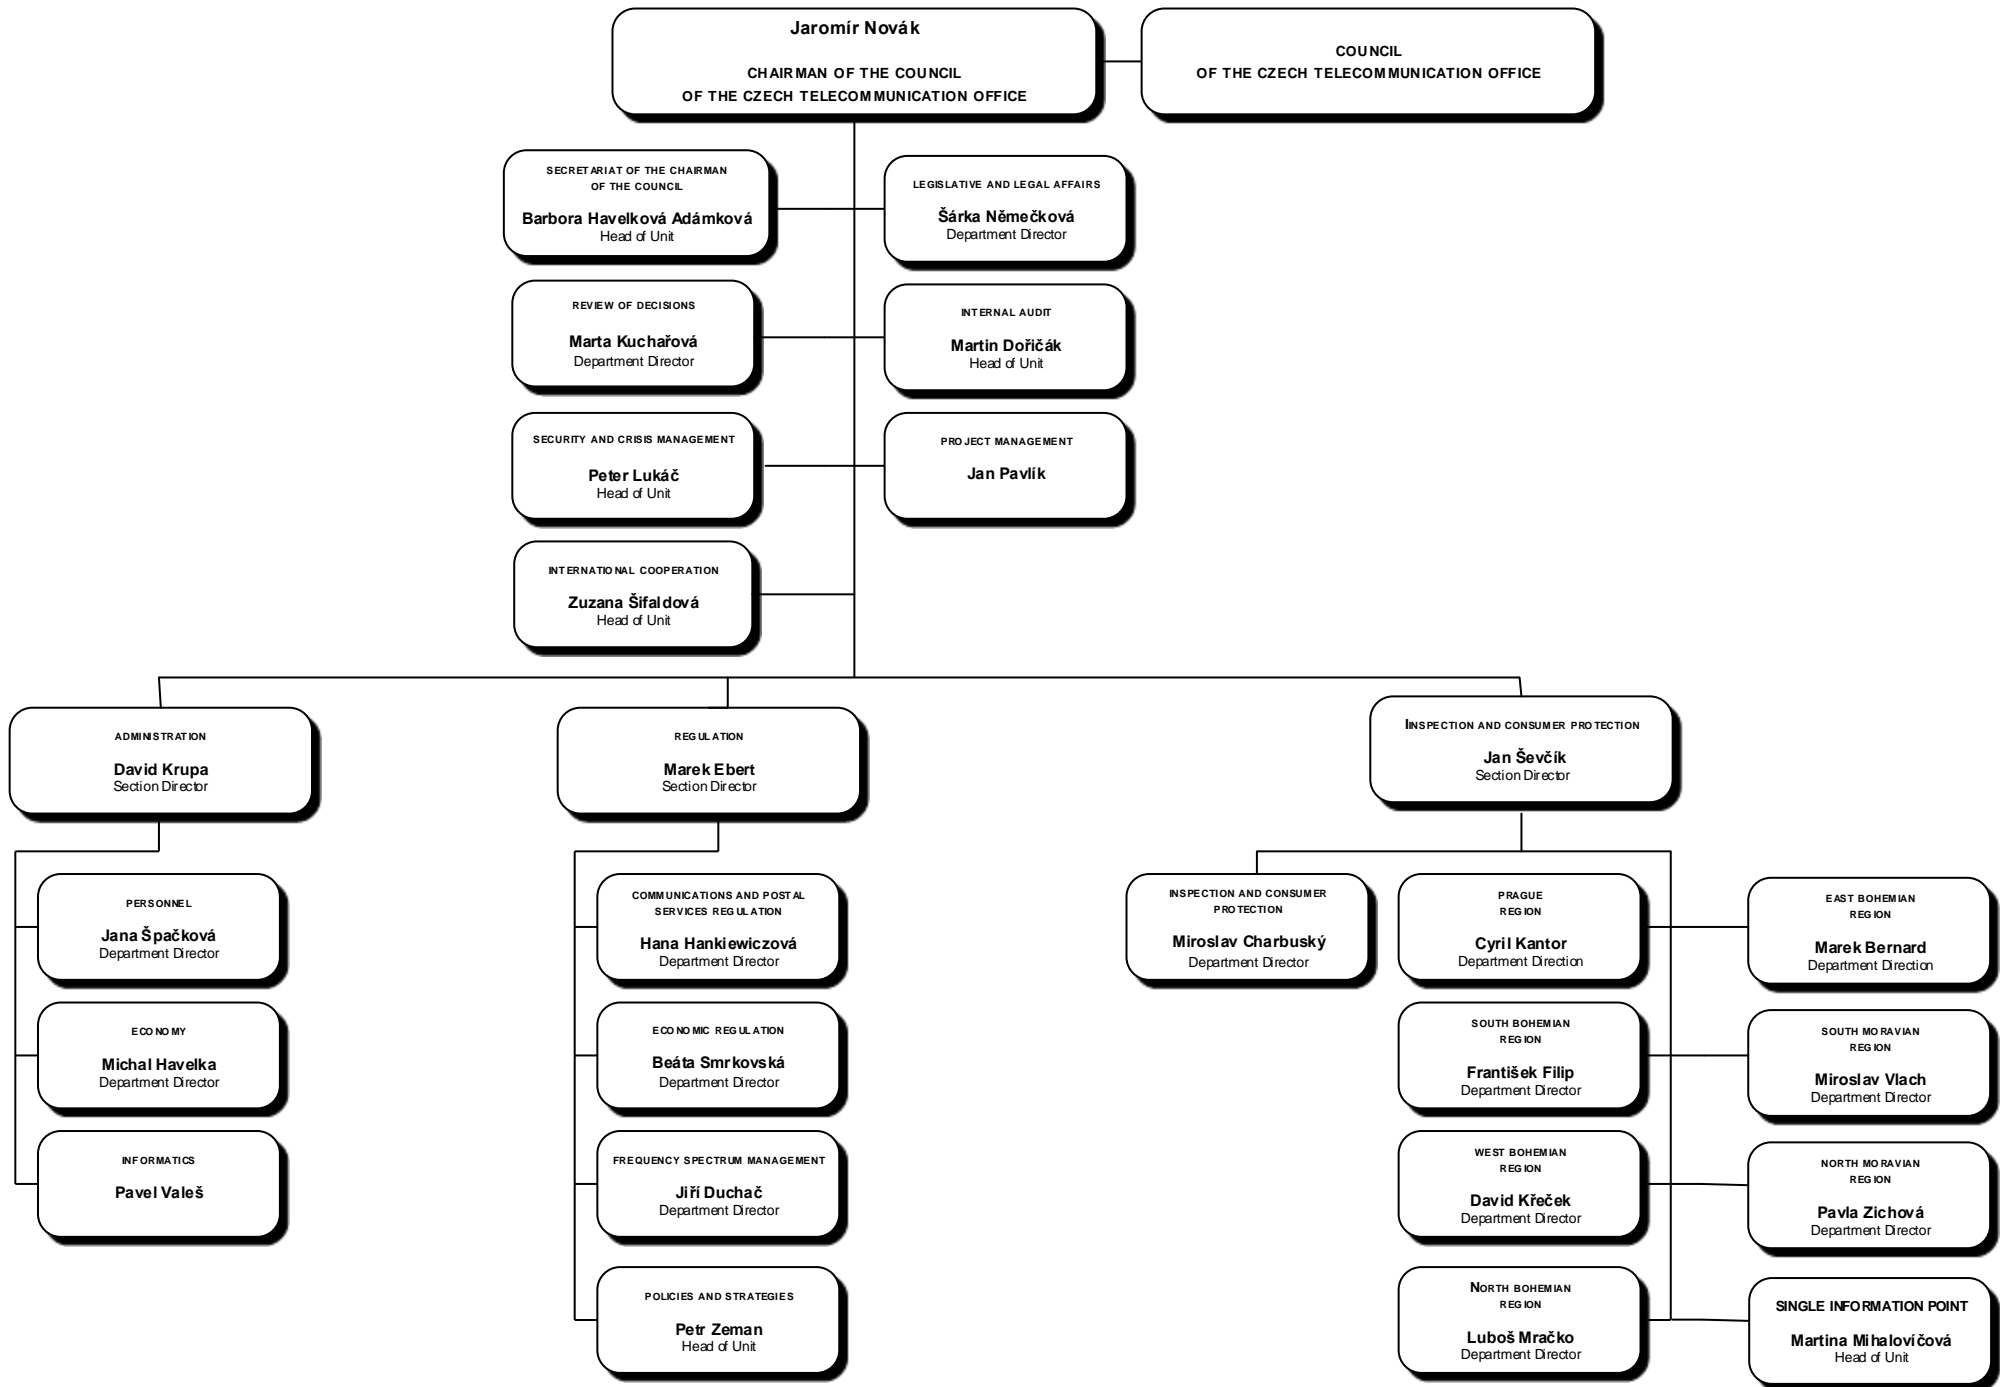 Jaromír Novák
CHAIRMAN OF THE COUNCIL
OF THE CZECH TELECOMMUNICATION OFFICE
COUNCIL
OF THE CZECH TELECOMMUNICATION OFFICE
SECRETARIAT OF THE CHAIRMAN
OF THE COUNCIL
Barbora Havelková Adámková
Head of Unit
LEGISLATIVE AND LEGAL AFFAIRS
Šárka Němečková
Department Director
REVIEW OF DECISIONS
Marta Kuchařová
Department Director
INTERNAL AUDIT
Martin Dořičák
Head of Unit
SECURITY AND CRISIS MANAGEMENT
Peter Lukáč
Head of Unit
PROJECT MANAGEMENT
Jan Pavlík
INTERNATIONAL COOPERATION
Zuzana Šifaldová
Head of Unit
ADMINISTRATION
David Krupa
Section Director
REGULATION
Marek Ebert
Section Director
INSPECTION AND CONSUMER PROTECTION
Jan Ševčík
Section Director
PERSONNEL
Jana Špačková
Department Director
ECONOMY
Michal Havelka
Department Director
INFORMATICS
Pavel Valeš
COMMUNICATIONS AND POSTAL
SERVICES REGULATION
Hana Hankiewiczová
Department Director
ECONOMIC REGULATION
Beáta Smrkovská
Department Director
FREQUENCY SPECTRUM MANAGEMENT
Jiří Duchač
Department Director
POLICIES AND STRATEGIES
Petr Zeman
Head of Unit
INSPECTION AND CONSUMER
PROTECTION
Miroslav Charbuský
Department Director
PRAGUE
REGION
Cyril Kantor
Department Direction
EAST BOHEMIAN
REGION
Marek Bernard
Department Direction
SOUTH BOHEMIAN
REGION
František Filip
Department Director
SOUTH MORAVIAN
REGION
Miroslav Vlach
Department Director
WEST BOHEMIAN
REGION
David Křeček
Department Director
NORTH MORAVIAN
REGION
Pavla Zichová
Department Director
NORTH BOHEMIAN
REGION
Luboš Mračko
Department Director
SINGLE INFORMATION POINT
Martina Mihalovíčová
Head of Unit